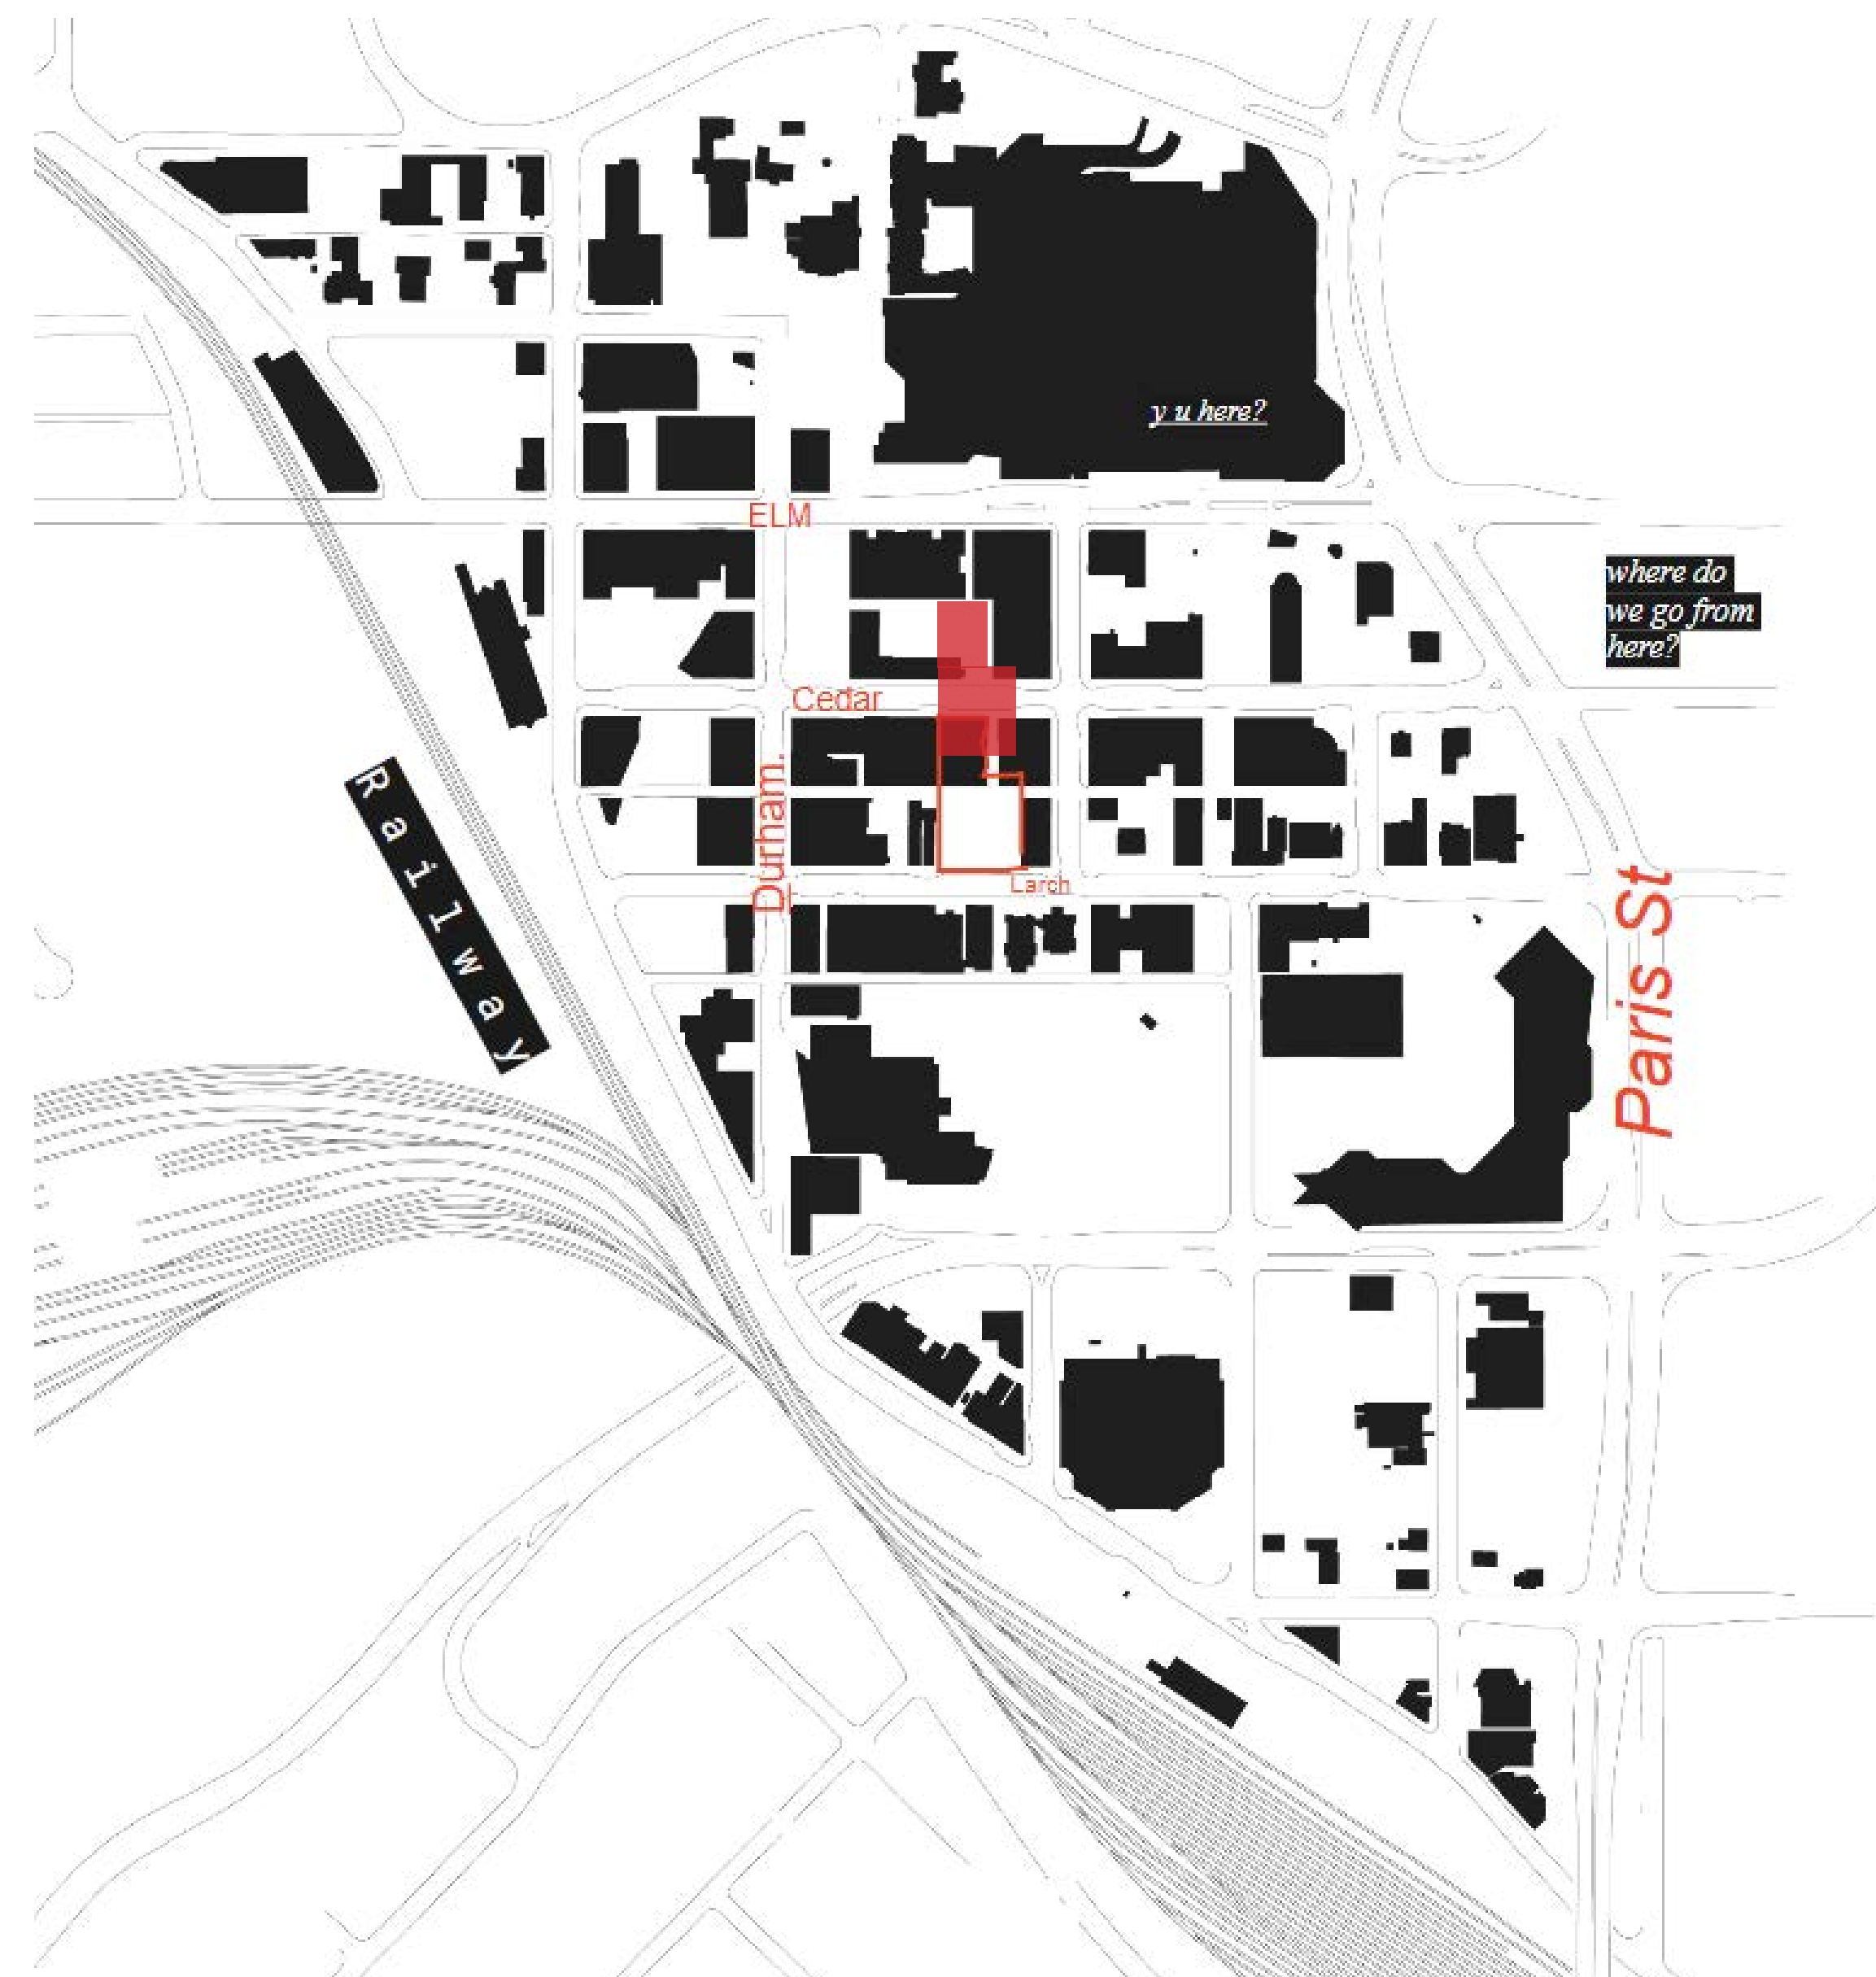 y u here?
ELM
where do
we go from
here?
Cedar
Durham.
Railway
Larch
Paris St